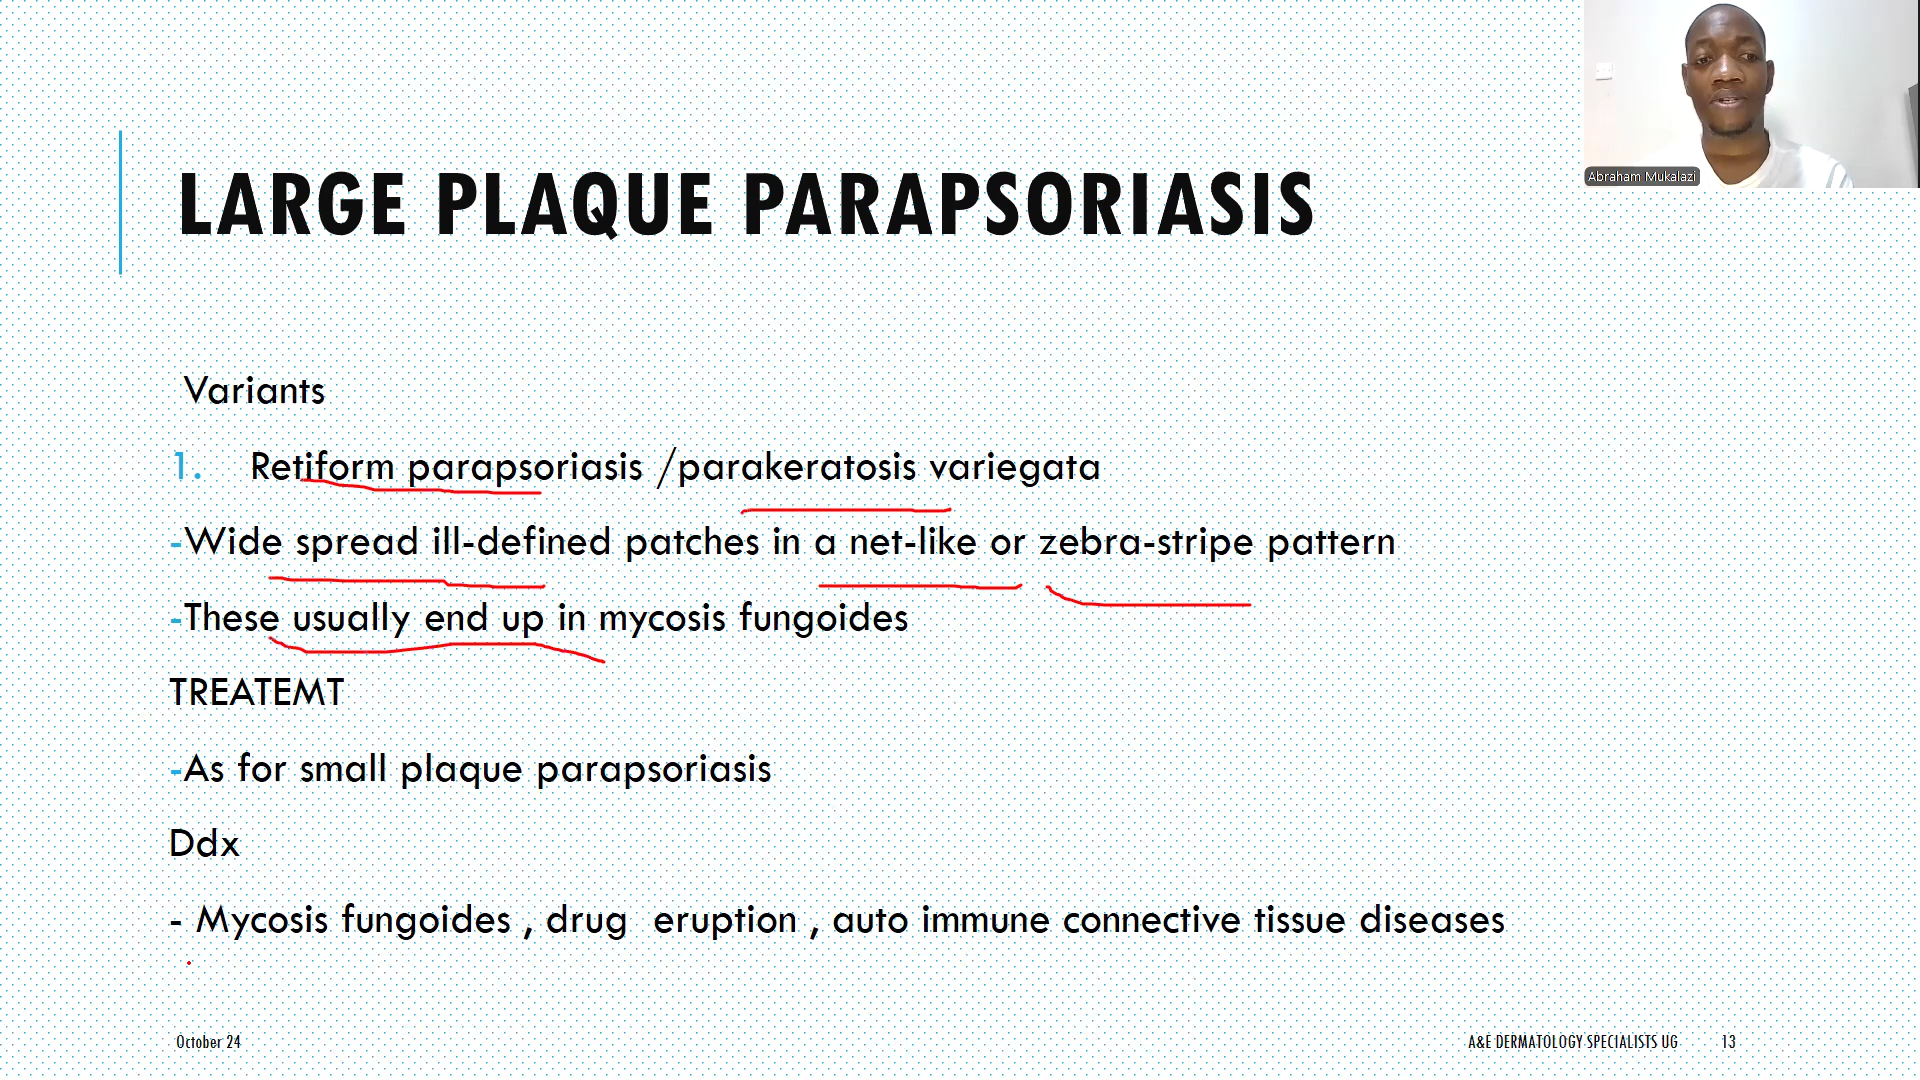 Abraham Mukalazi
LARGE PLAQUE PARAPSORIASIS
Variants
1. Retiform parapsoriasis /parakeratosis variegata
-Wide spread ill-defined patches in a net-like or zebra-stripe pattern
-These usually end up in mycosis fungoides
TREATEMT
-As for small plaque parapsoriasis
Ddx
- Mycosis fungoides , drug eruption , auto immune connective tissue diseases
October 24
A&E DERMATOLOGY SPECIALISTS UG
13